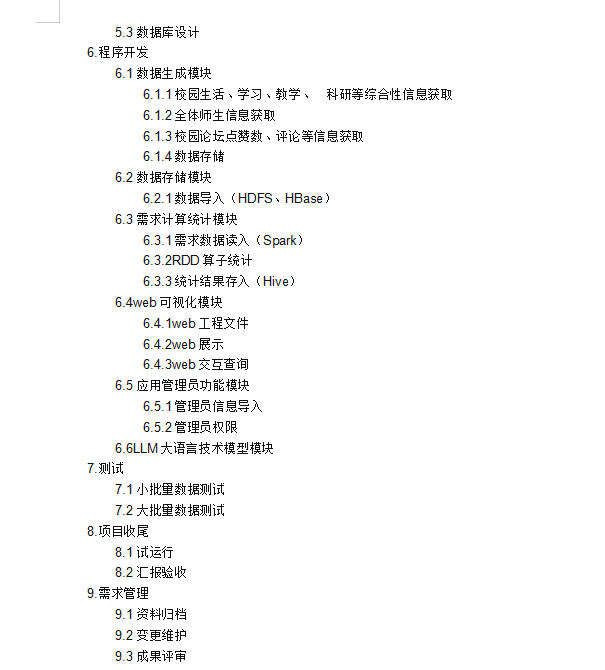 5.3 数据库设计
6.程序开发
6.1 数据生成模块
6.1.1 校园生活、学习、教学、 科研等综合性信息获取
6.1.2 全体师生信息获取
6.1.3 校园论坛点赞数、评论等信息获取
6.1.4 数据存储
6.2 数据存储模块
6.2.1 数据导入（HDFS、HBase）
6.3 需求计算统计模块
6.3.1 需求数据读入（Spark）
6.3.2RDD 算子统计
6.3.3 统计结果存入（Hive）
6.4web 可视化模块
6.4.1web 工程文件
6.4.2web 展示
6.4.3web 交互查询
6.5 应用管理员功能模块
6.5.1 管理员信息导入
6.5.2 管理员权限
6.6LLM 大语言技术模型模块
7.测试
7.1 小批量数据测试
7.2 大批量数据测试
8.项目收尾
8.1 试运行
8.2 汇报验收
9.需求管理
9.1 资料归档
9.2 变更维护
9.3 成果评审